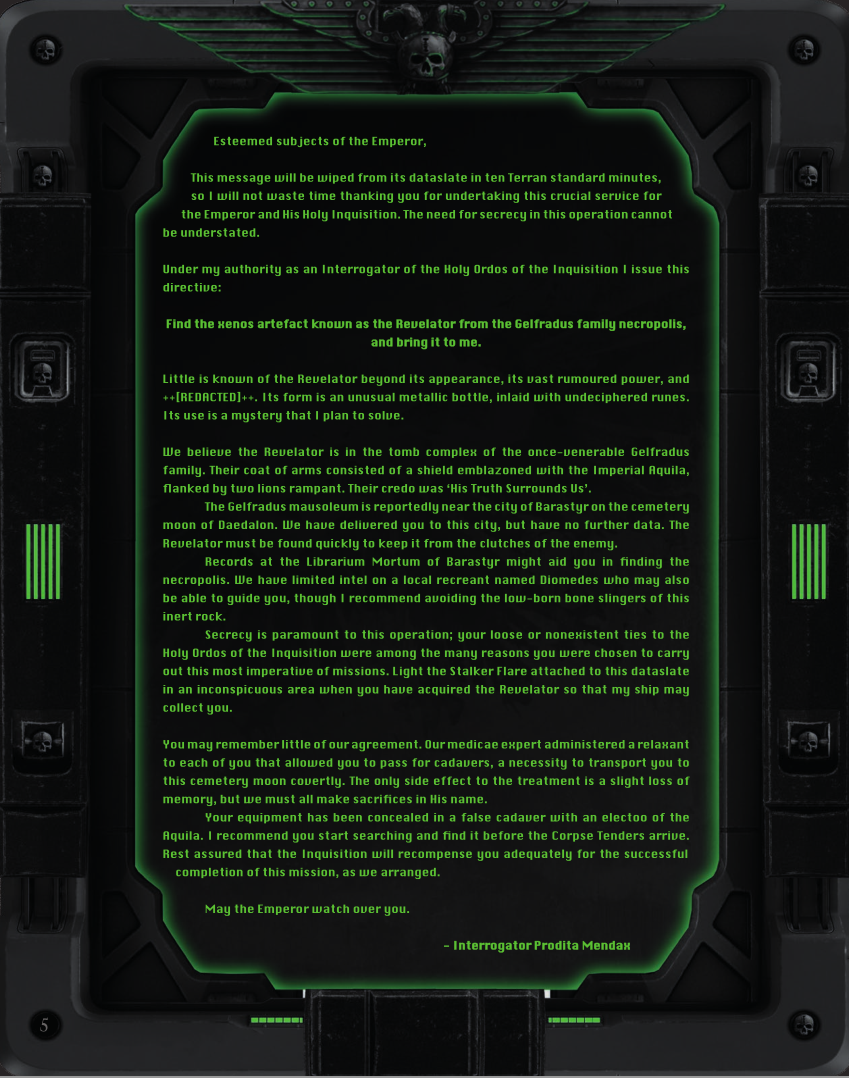 Esteemed subjects of the Emperor,
This message will be wiped from its dataslate in ten Terran standard minutes,
so I will not waste time thanking you for undertaking this crucial service for
the Emperor and His Holy Inquisition. The need for secrecy in this operation cannot
be understated.
Under my authority as an Interrogator of the Holy Ordos of the Inquisition I issue this
directive:
Find the xenos artefact known as the Revelator from the Gelfradus family necropolis,
and bring it to me.
Little is known of the Revelator beyond its appearance, its vast rumoured power, and
++[REDACTED]++. Its form is an unusual metallic bottle, inlaid with undeciphered runes.
Its use is a mystery that I plan to solve.
We believe the Revelator is in the tomb complex of the once-venerable Gelfradus
family. Their coat of arms consisted of a shield emblazoned with the Imperial Aquila,
flanked by two lions rampant. Their credo was ‘His Truth Surrounds Us’.
The Gelfradus mausoleum is reportedly near the city of Barastyr on the cemetery
moon of Daedalon. We have delivered you to this city, but have no further data. The
Revelator must be found quickly to keep it from the clutches of the enemy.
Records at the Librarium Mortum of Barastyr might aid you in finding the
necropolis. We have limited intel on a local recreant named Diomedes who may also
be able to guide you, though I recommend avoiding the low-born bone slingers of this
inert rock.
Secrecy is paramount to this operation; your loose or nonexistent ties to the
Holy Ordos of the Inquisition were among the many reasons you were chosen to carry
out this most imperative of missions. Light the Stalker Flare attached to this dataslate
in an inconspicuous area when you have acquired the Revelator so that my ship may
collect you.
You may remember little of our agreement. Our medicae expert administered a relaxant
to each of you that allowed you to pass for cadavers, a necessity to transport you to
this cemetery moon covertly. The only side effect to the treatment is a slight loss of
memory, but we must all make sacrifices in His name.
Your equipment has been concealed in a false cadaver with an electoo of the
Aquila. I recommend you start searching and find it before the Corpse Tenders arrive.
Rest assured that the Inquisition will recompense you adequately for the successful
completion of this mission, as we arranged.
May the Emperor watch over you.
– Interrogator Prodita Mendax
5